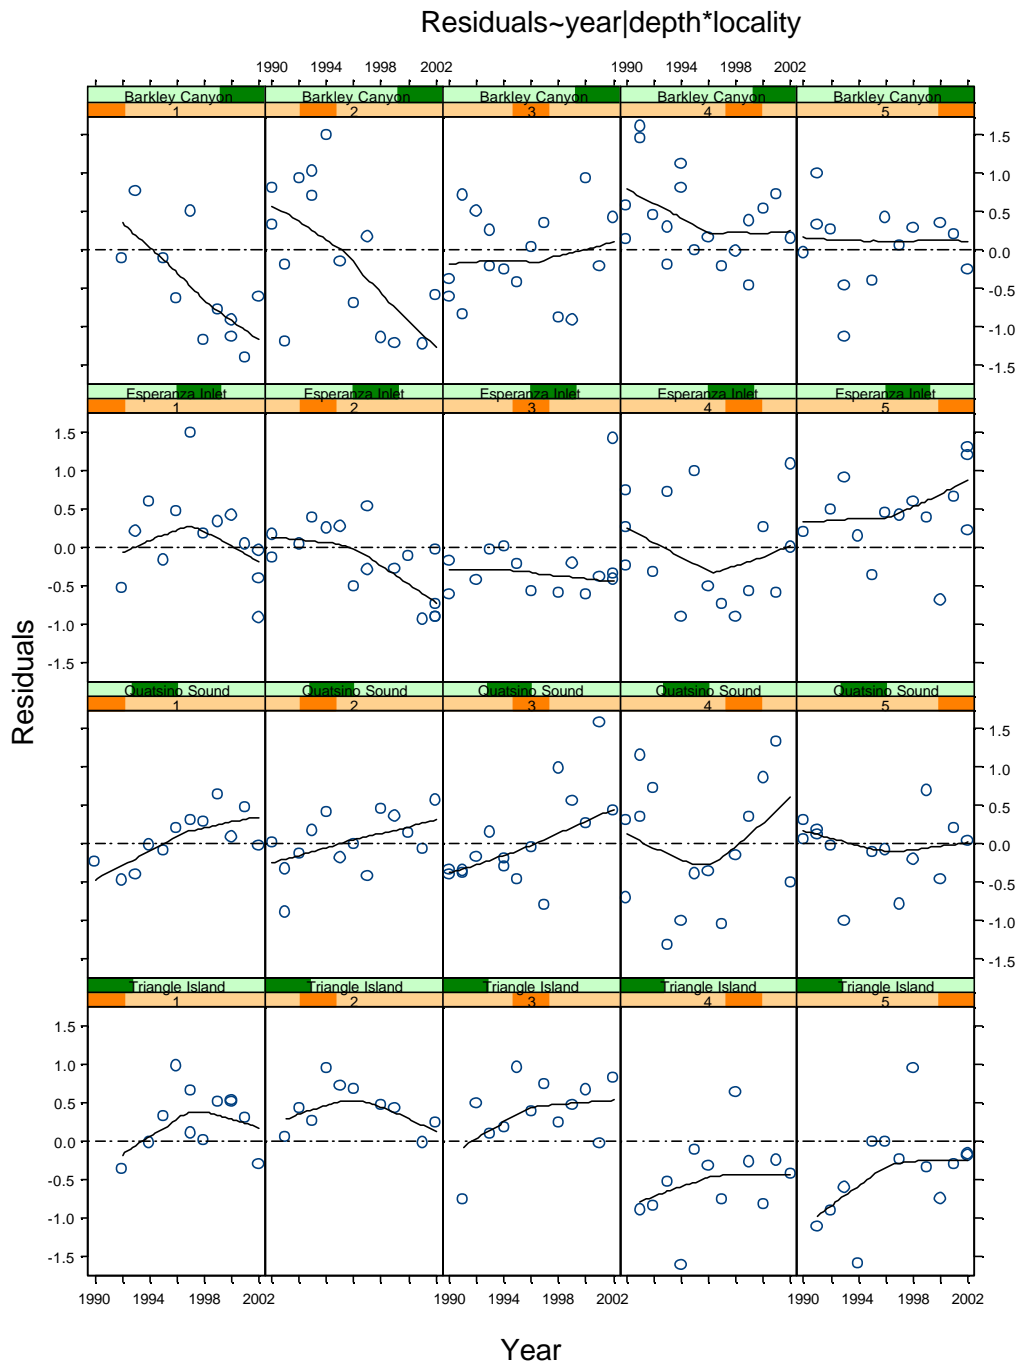 Residuals~year|depth*locality
1990 1994 1998 2002 1990 1994 1998 2002
Barkley Canyon Barkley Canyon Barkley Canyon Barkley Canyon Barkley Canyon
1 2 3 4 5
1.5
1.0
0.5
0.0
-0.5
-1.0
-1.5
Esperanza Inlet Esperanza Inlet Esperanza Inlet Esperanza Inlet Esperanza Inlet
1 2 3 4 5
1.5
1.0
0.5
0.0
-0.5
-1.0
-1.5
Residuals
Quatsino Sound Quatsino Sound Quatsino Sound Quatsino Sound Quatsino Sound
1 2 3 4 5
1.5
1.0
0.5
0.0
-0.5
-1.0
-1.5
Triangle Island Triangle Island Triangle Island Triangle Island Triangle Island
1 2 3 4 5
1.5
1.0
0.5
0.0
-0.5
-1.0
-1.5
1990 1994 1998 2002 1990 1994 1998 2002 1990 1994 1998 2002
Year